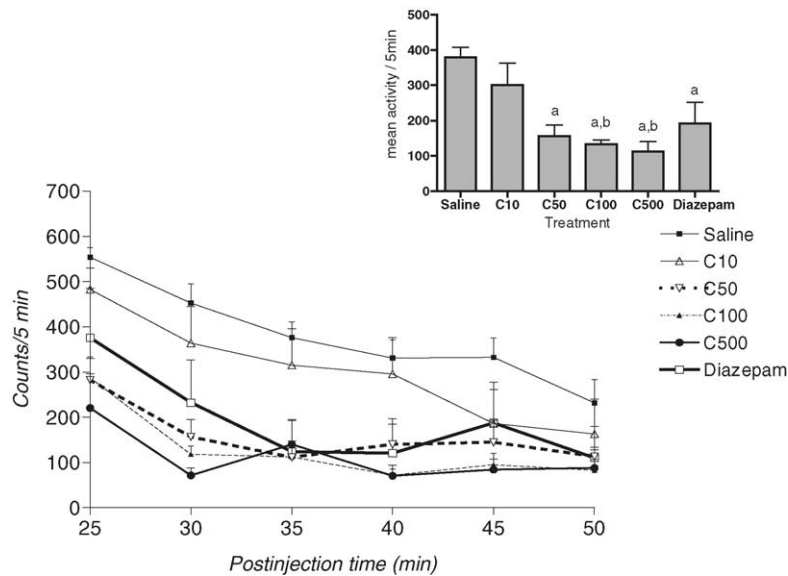 mean activity / 5min
500
400
300
200
100
0
a
a,b
a,b
a
Saline
C10
C50
C100
C500
Diazepam
Treatment
Counts/5 min
700
600
500
400
300
200
100
0
25
30
35
40
45
50
Postinjection time (min)
Saline
C10
C50
C100
C500
Diazepam